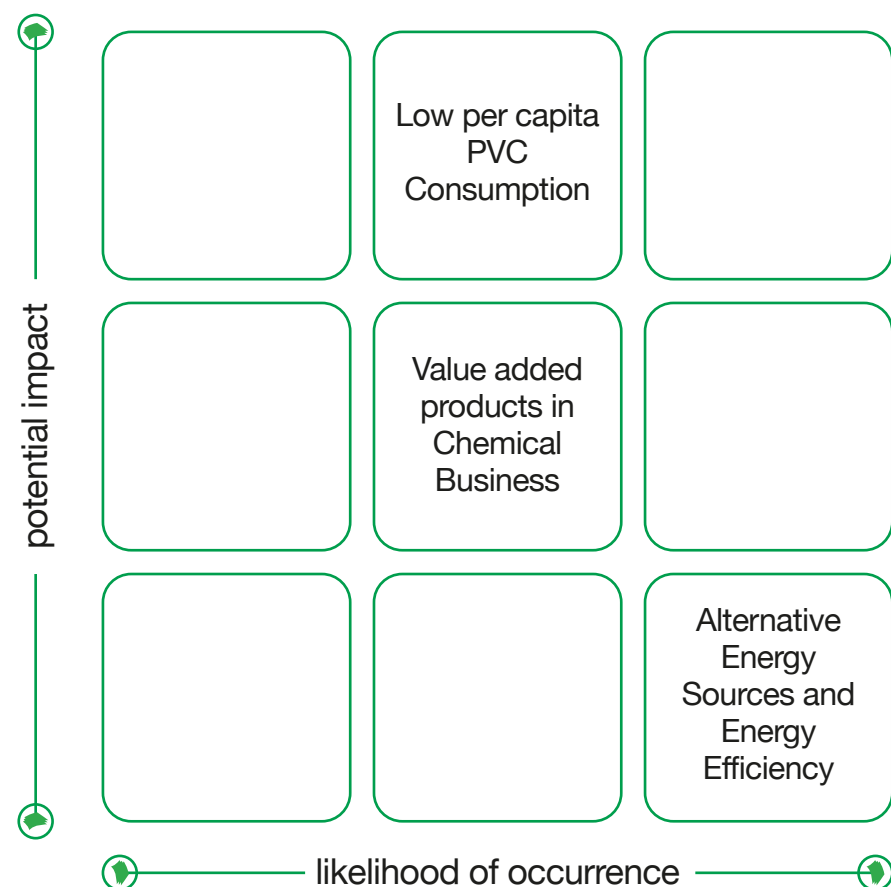 Low per capita
PVC
Consumption
potential impact
Value added
products in
Chemical
Business
Alternative
Energy
Sources and
Energy
Efficiency
likelihood of occurrence